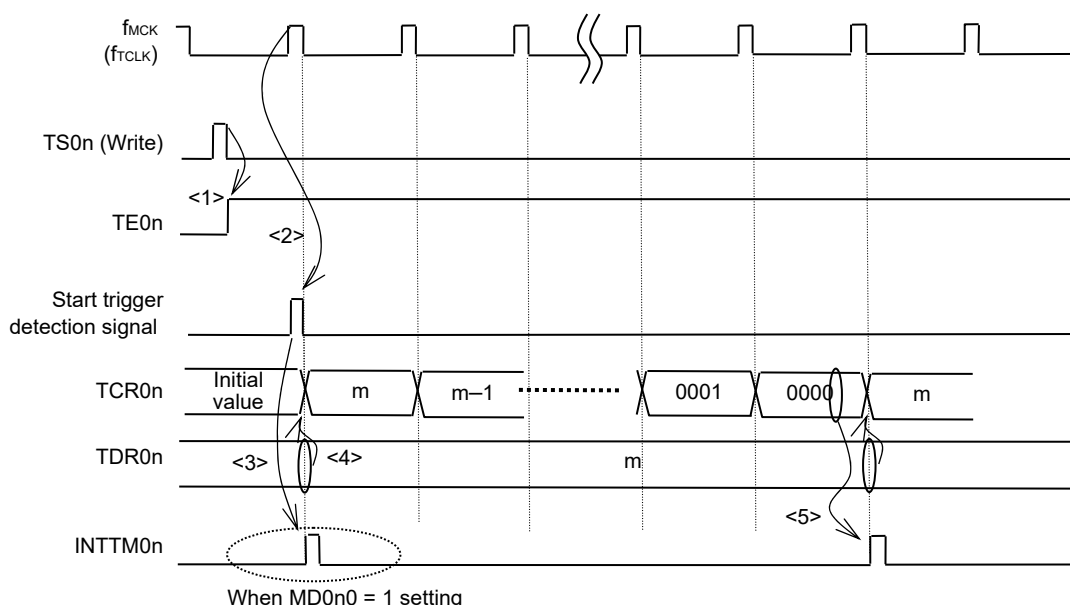 fMCK
(fTCLK)
TS0n (Write)
<1>
TE0n
<2>
Start trigger
detection signal
TCR0n
Initial
value
m
m–1
0001
0000
m
TDR0n
<3>
<4>
m
<5>
INTTM0n
When MD0n0 = 1 setting